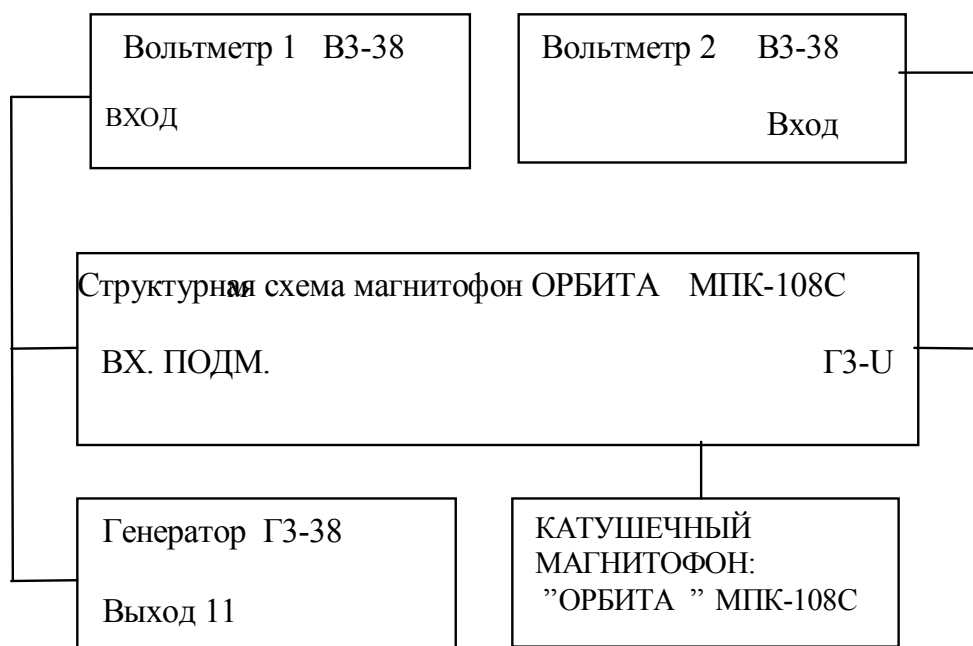 Вольтметр 1 В3-38
ВХОД
Вольтметр 2 В3-38
Вход
Структурная схема магнитофон ОРБИТА МПК-108С
ВХ. ПОДМ.
Г3-U
Генератор Г3-38
Выход 11
КАТУШЕЧНЫЙ
МАГНИТОФОН:
”ОРБИТА ” МПК-108С